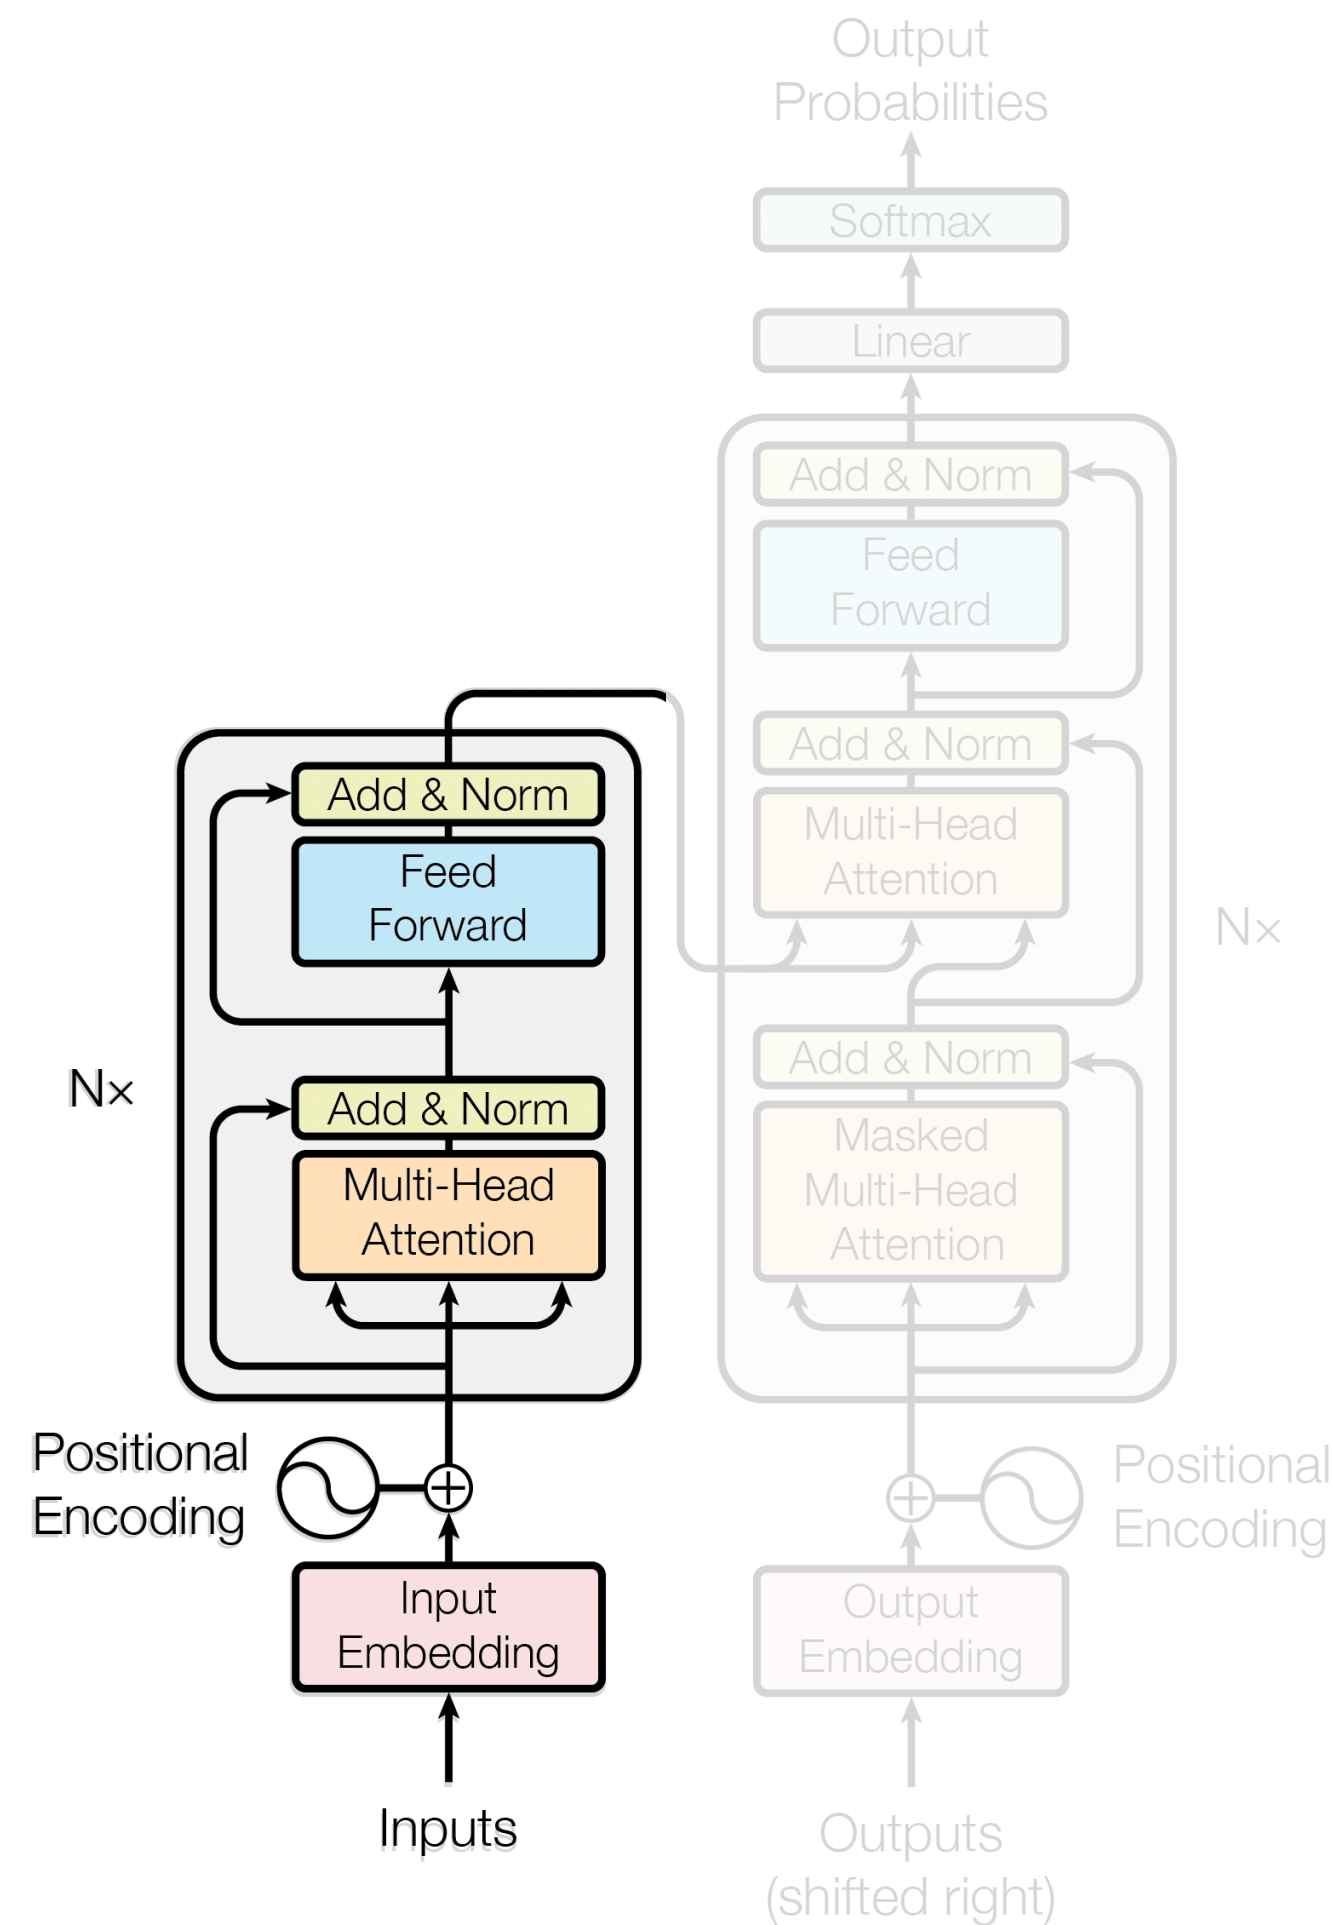 Output
Probabilities
Softmax
Linear
Add & Norm
Feed
Forward
Add & Norm
Multi-Head
Attention
Nx
Add & Norm
Masked
Multi-Head
Attention
Positional
Encoding
Output
Embedding
Outputs
(shifted right)
Add & Norm
Feed
Forward
Nx
Add & Norm
Multi-Head
Attention
Positional
Encoding
Input
Embedding
Inputs